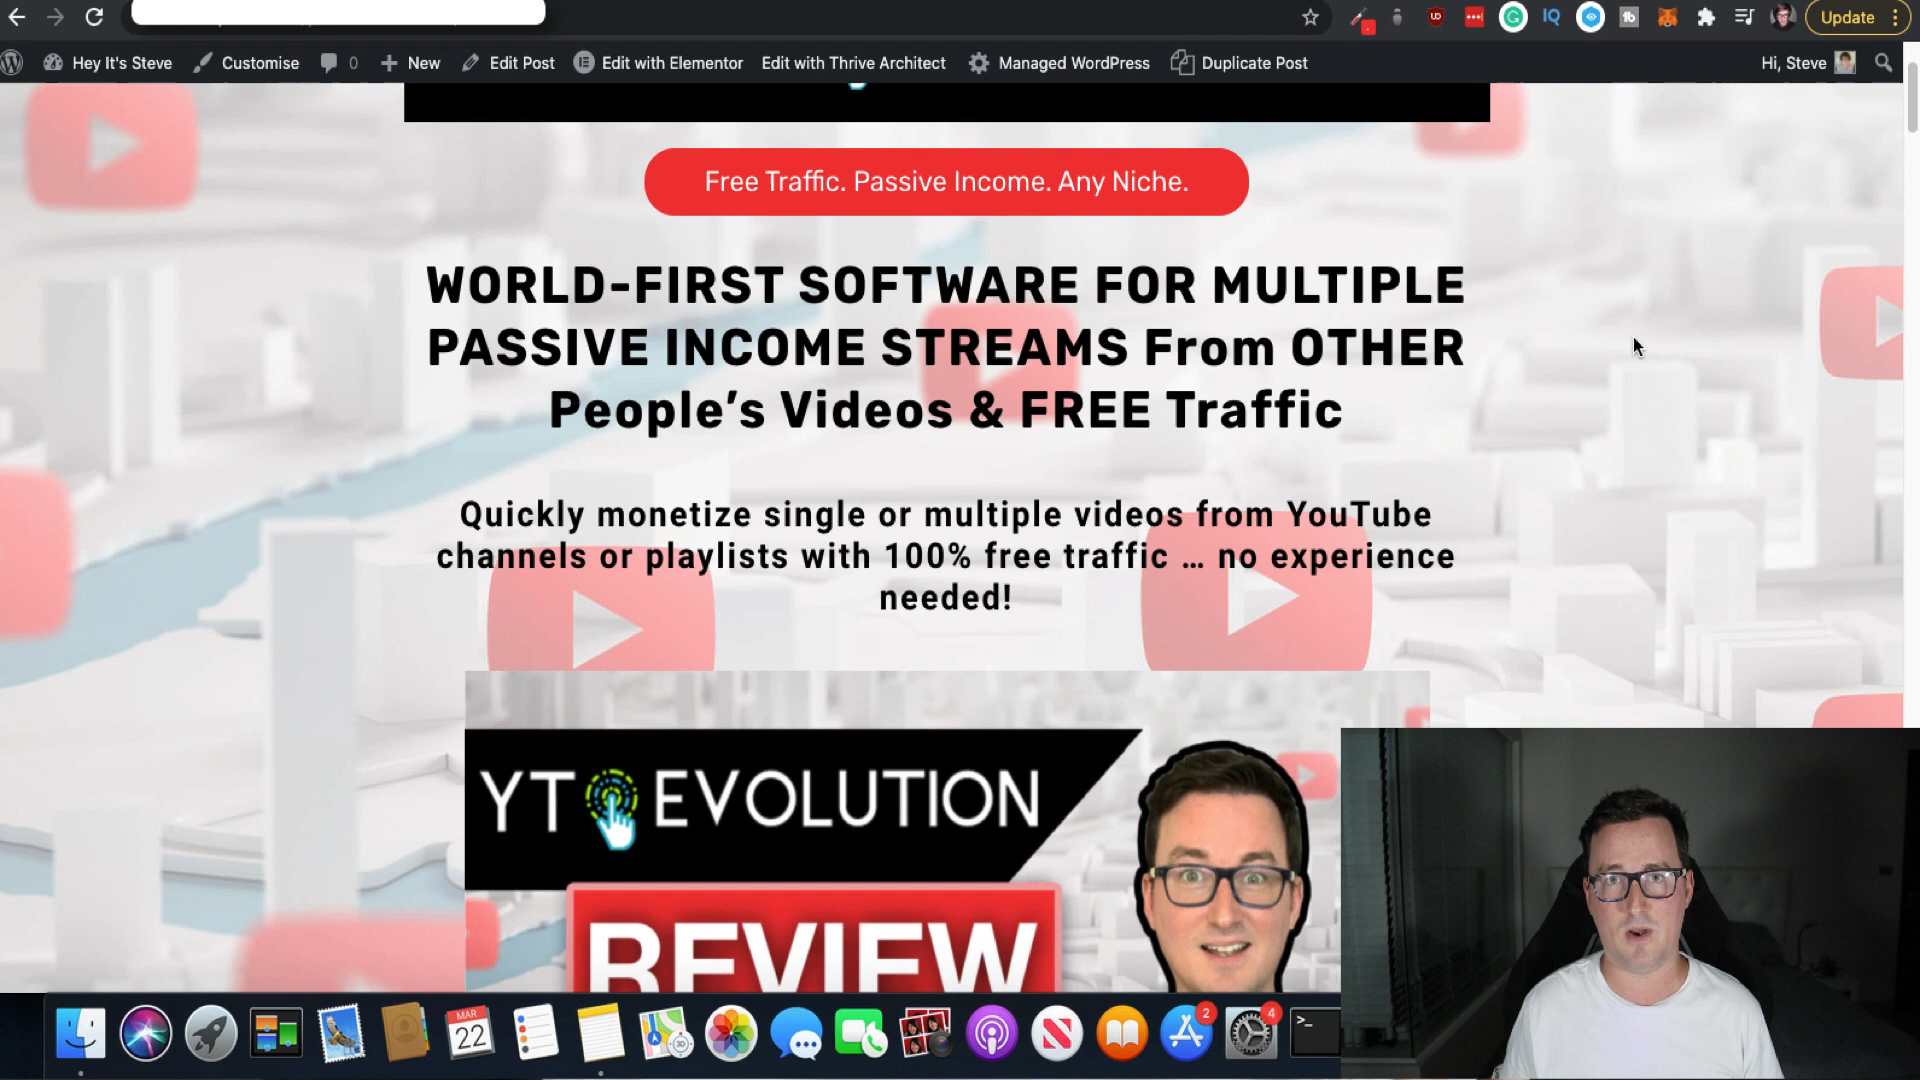 Update
Hey It's Steve
Customise
0
New
Edit Post
Edit with Elementor
Edit with Thrive Architect
Managed WordPress
Duplicate Post
Hi, Steve
Free Traffic. Passive Income. Any Niche.
WORLD-FIRST SOFTWARE FOR MULTIPLE
PASSIVE INCOME STREAMS From OTHER
People's Videos & FREE Traffic
Quickly monetize single or multiple videos from YouTube
channels or playlists with 100% free traffic ... no experience
needed!
YT EVOLUTION
REVIEW
MAR
22
2
4